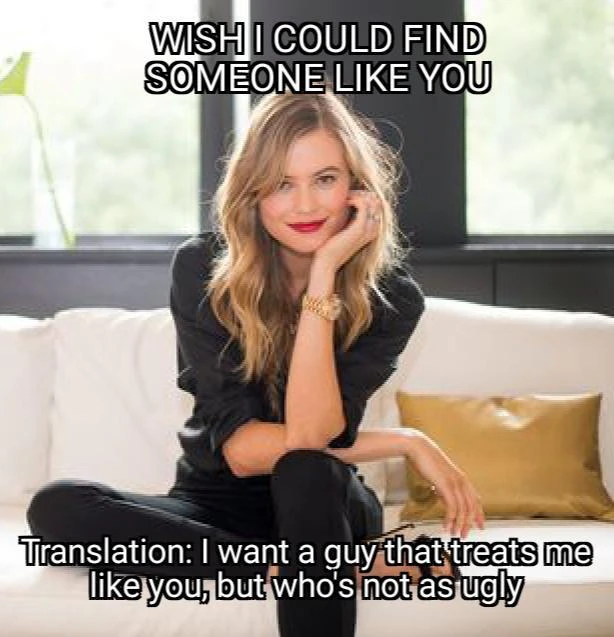 WISH I COULD FIND
SOMEONE LIKE YOU
Translation: I want a guy that treats me
like you, but who's not as ugly